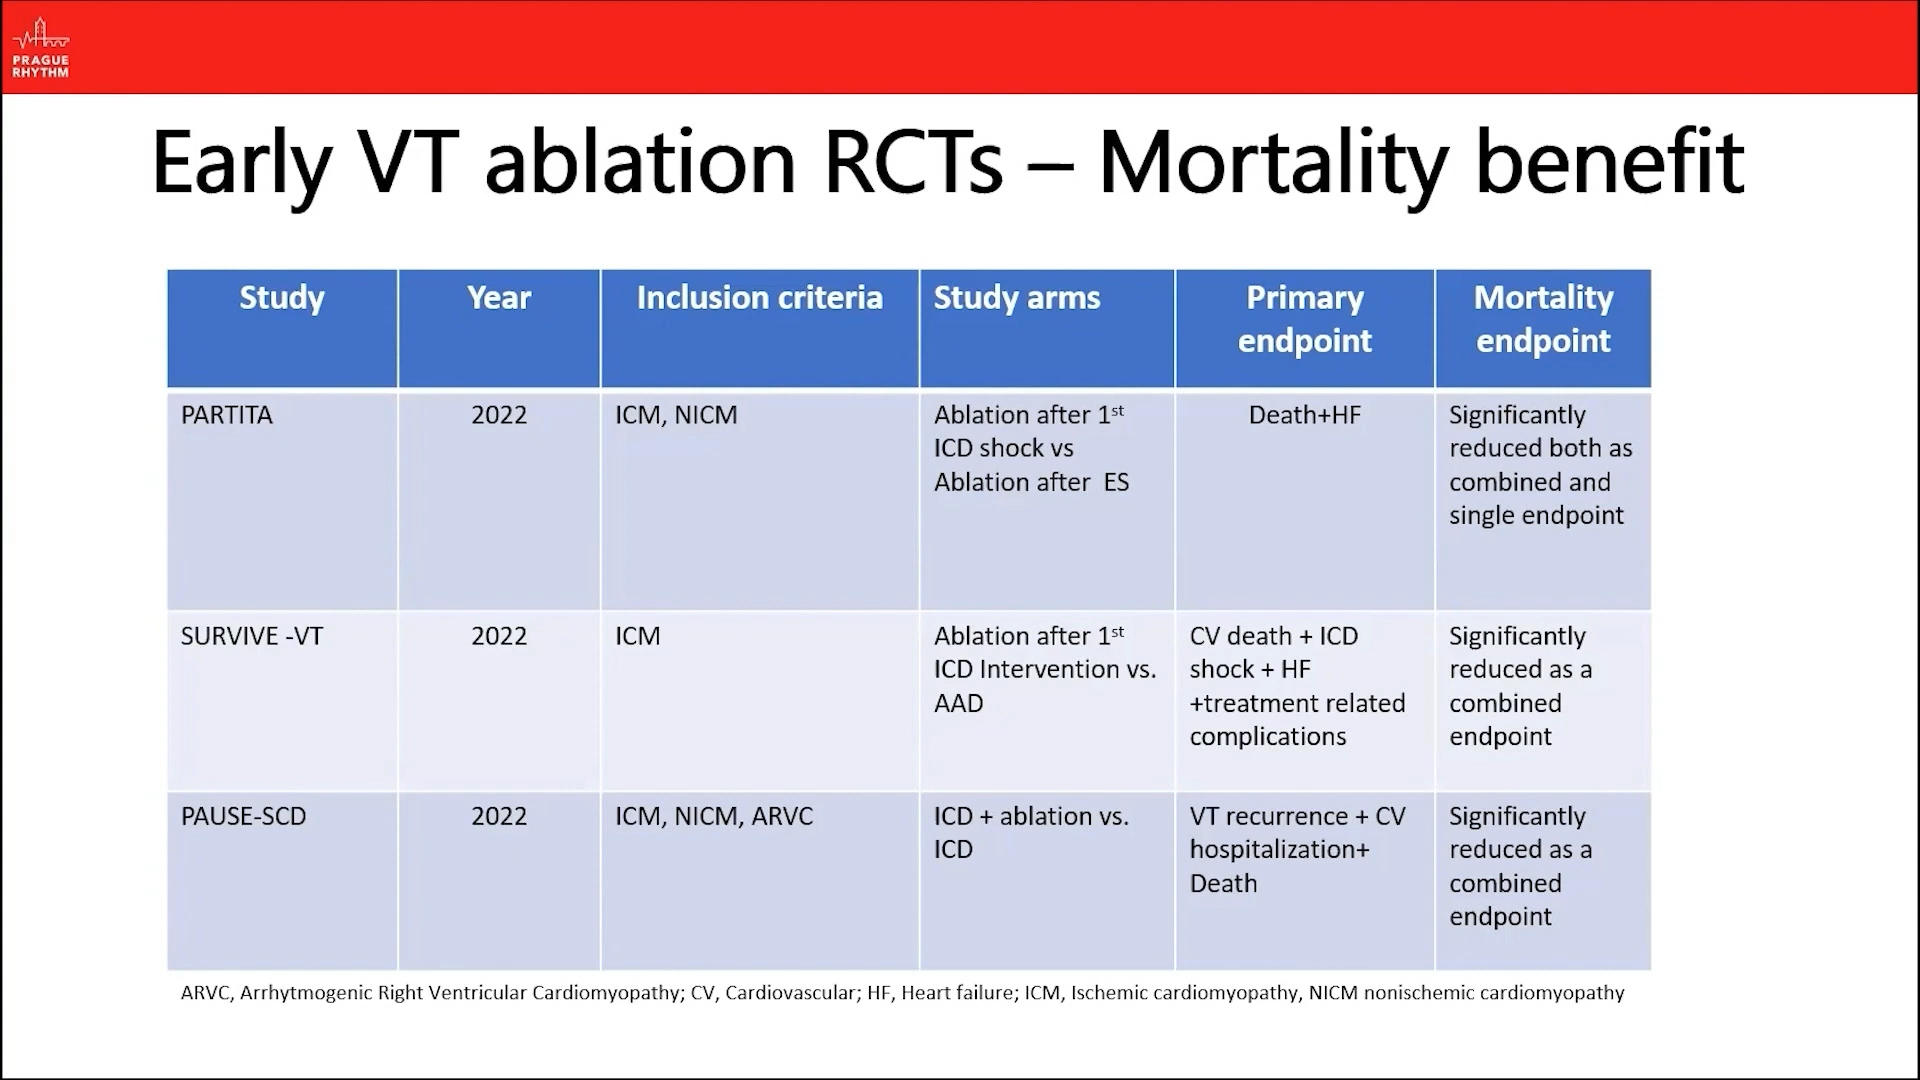 PRAGUE
RHYTHM
Early VT ablation RCTs – Mortality benefit
Study
Year
Inclusion criteria
Study arms
Primary
endpoint
Mortality
endpoint
PARTITA
2022
ICM, NICM
Ablation after 1st
ICD shock vs
Ablation after ES
Death+HF
Significantly
reduced both as
combined and
single endpoint
SURVIVE -VT
2022
ICM
Ablation after 1st
ICD Intervention vs.
AAD
CV death + ICD
shock + HF
+treatment related
complications
Significantly
reduced as a
combined
endpoint
PAUSE-SCD
2022
ICM, NICM, ARVC
ICD + ablation vs.
ICD
VT recurrence + CV
hospitalization+
Death
Significantly
reduced as a
combined
endpoint
ARVC, Arrhytmogenic Right Ventricular Cardiomyopathy; CV, Cardiovascular; HF, Heart failure; ICM, Ischemic cardiomyopathy, NICM nonischemic cardiomyopathy